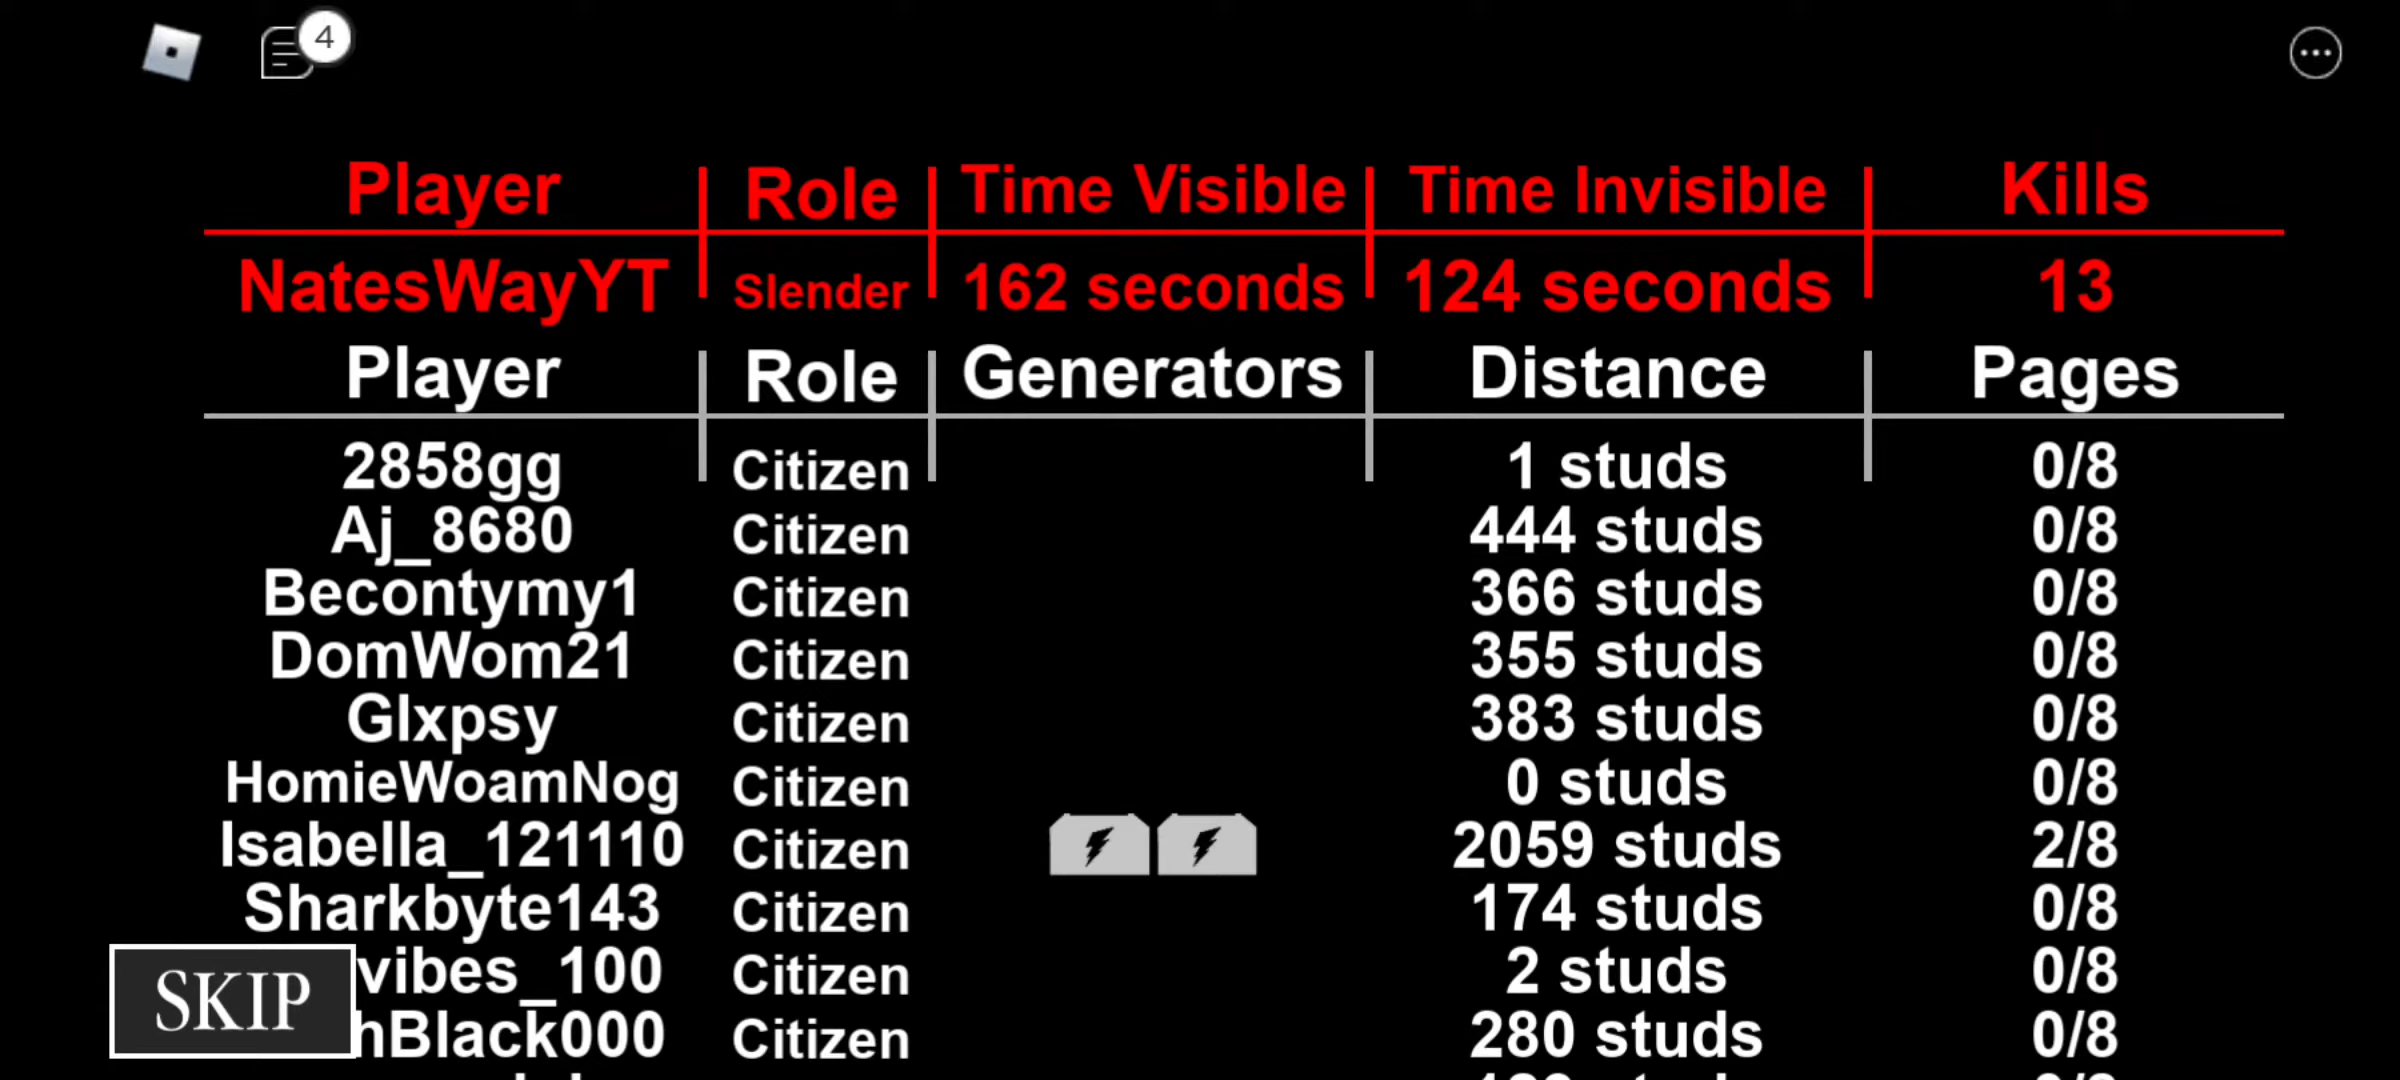 4
Player Role Time Visible Time Invisible Kills
NatesWayYT Slender 162 seconds 124 seconds 13
Player Role Generators Distance Pages
2858gg Citizen 1 studs 0/8
Aj_8680 Citizen 444 studs 0/8
Becontymy1 Citizen 366 studs 0/8
DomWom21 Citizen 355 studs 0/8
Glxpsy Citizen 383 studs 0/8
HomieWoamNog Citizen 0 studs 0/8
Isabella_121110 Citizen 2059 studs 2/8
Sharkbyte143 Citizen 174 studs 0/8
vibes_100 Citizen 2 studs 0/8
SKIP
hBlack000 Citizen 280 studs 0/8